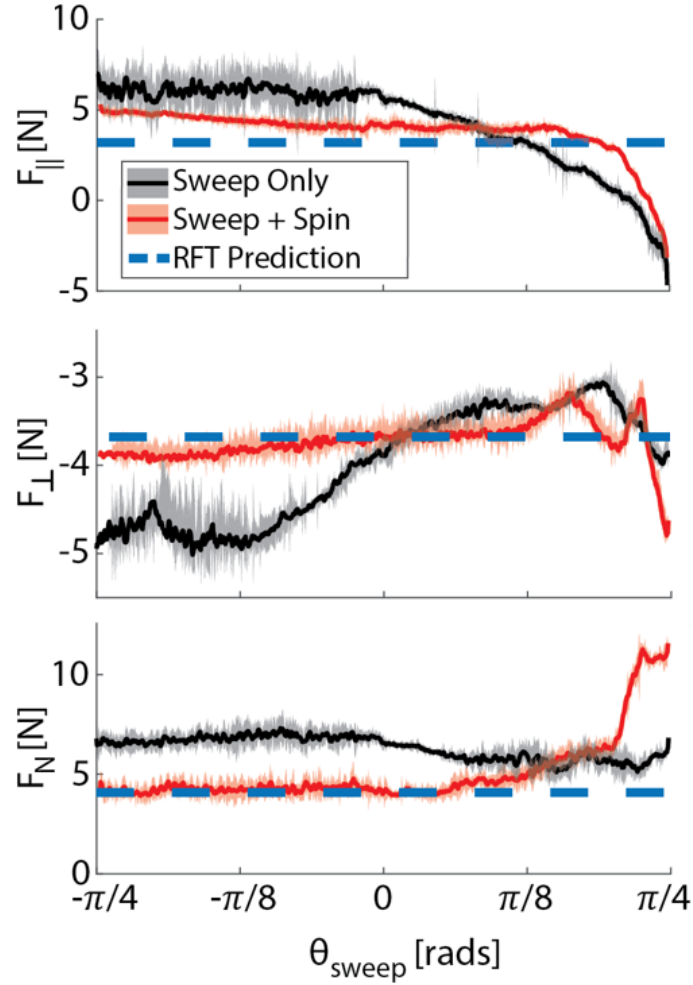 10
5
0
-5
F∥ [N]
Sweep Only
Sweep + Spin
RFT Prediction
-3
-4
-5
F⊥ [N]
10
5
0
F_N [N]
-π/4
-π/8
0
π/8
π/4
θ_sweep [rads]